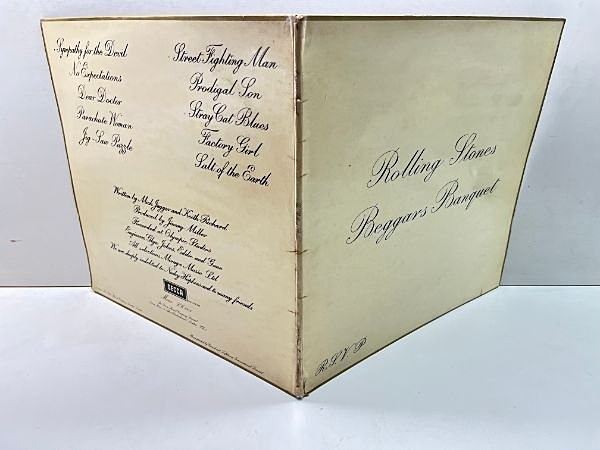 Sympathy for the Devil
No Expectations
Dear Doctor
Parachute Woman
Jig-Saw Puzzle
Street Fighting Man
Prodigal Son
Stray Cat Blues
Factory Girl
Salt of the Earth
Written by Mick Jagger and Keith Richard
Produced by Jimmy Miller
Recorded at Olympic Studios
Engineers Glyn Johns, Eddie and Gene
All selections Mirage Music Ltd
We are deeply indebted to Nicky Hopkins and to many friends
DECCA
Mono
Rolling Stones
Beggars Banquet
R.S.V.P.